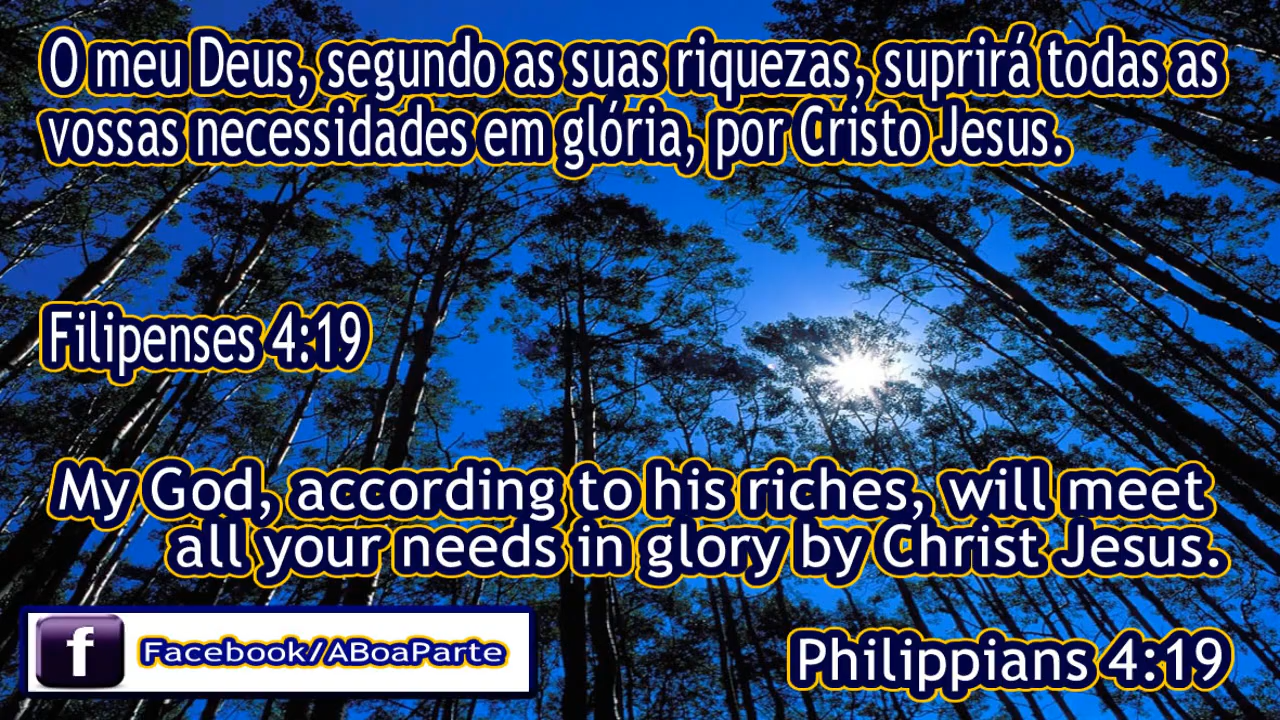 O meu Deus, segundo as suas riquezas, suprirá todas as
vossas necessidades em glória, por Cristo Jesus.
Filipenses 4:19
My God, according to his riches, will meet
all your needs in glory by Christ Jesus.
Philippians 4:19
f Facebook/ABoaParte